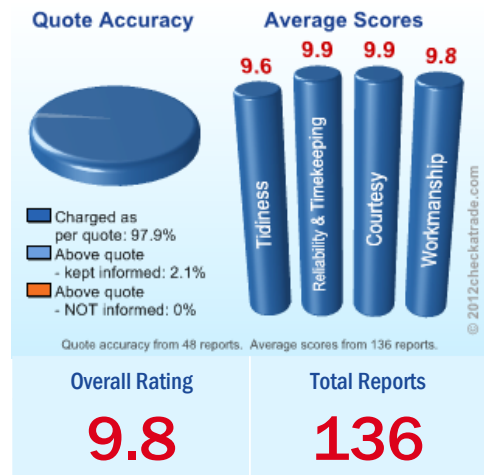 Quote Accuracy
Charged as
per quote: 97.9%
Above quote
- kept informed: 2.1%
Above quote
- NOT informed: 0%
Average Scores
9.6
9.9
9.9
9.8
Tidiness
Reliability & Timekeeping
Courtesy
Workmanship
© 2012checkatrade.com
Quote accuracy from 48 reports. Average scores from 136 reports.
Overall Rating
9.8
Total Reports
136